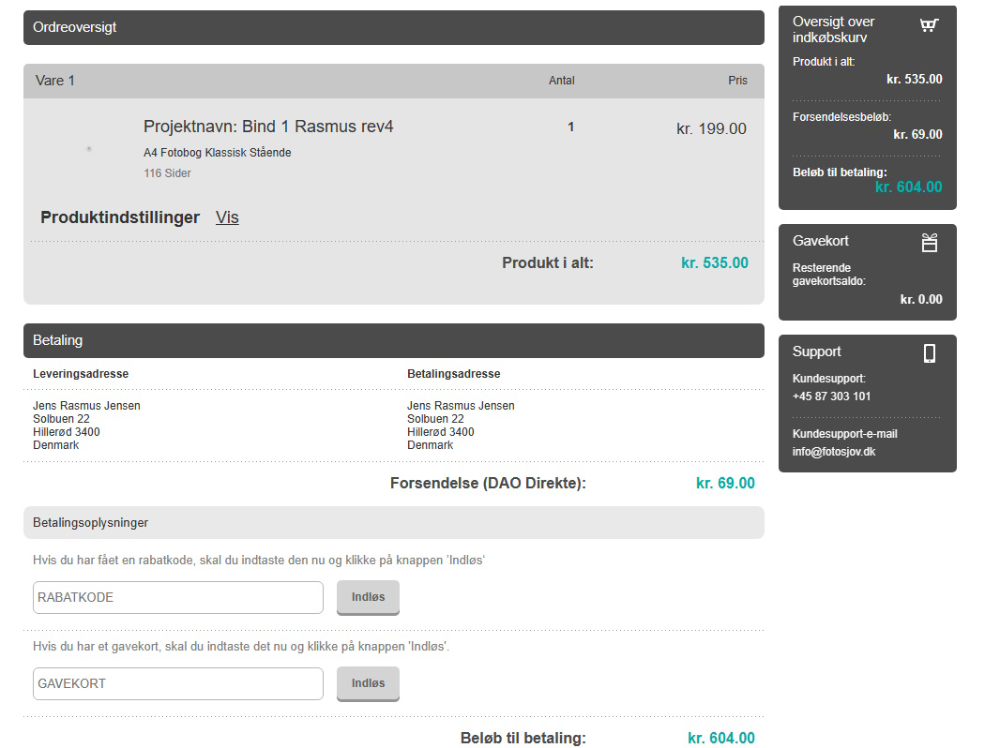 Ordreoversigt
Vare 1 Antal Pris
Projektnavn: Bind 1 Rasmus rev4 1 kr. 199.00
A4 Fotobog Klassisk Stående
116 Sider
Produktindstillinger Vis
Produkt i alt: kr. 535.00
Betaling
Leveringsadresse Betalingsadresse
Jens Rasmus Jensen Jens Rasmus Jensen
Solbuen 22 Solbuen 22
Hillerød 3400 Hillerød 3400
Denmark Denmark
Forsendelse (DAO Direkte): kr. 69.00
Betalingsoplysninger
Hvis du har fået en rabatkode, skal du indtaste den nu og klikke på knappen 'Indløs'
RABATKODE Indløs
Hvis du har et gavekort, skal du indtaste det nu og klikke på knappen 'Indløs'.
GAVEKORT Indløs
Beløb til betaling: kr. 604.00
Oversigt over
indkøbskurv
Produkt i alt:
kr. 535.00
Forsendelsesbeløb:
kr. 69.00
Beløb til betaling:
kr. 604.00
Gavekort
Resterende
gavekortsaldo:
kr. 0.00
Support
Kundesupport:
+45 87 303 101
Kundesupport-e-mail
info@fotosjov.dk